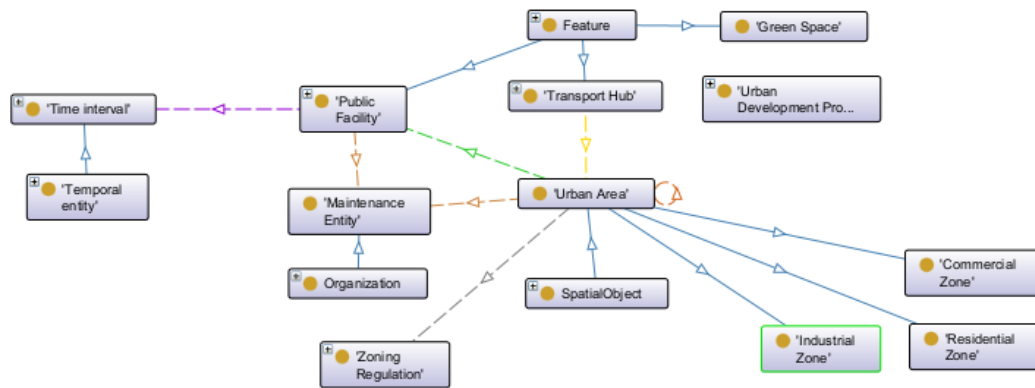 Feature
'Green Space'
'Time interval'
'Public
Facility'
'Transport Hub'
'Urban
Development Pro...
'Temporal
entity'
'Maintenance
Entity'
'Urban Area'
Organization
SpatialObject
'Commercial
Zone'
'Zoning
Regulation'
'Industrial
Zone'
'Residential
Zone'